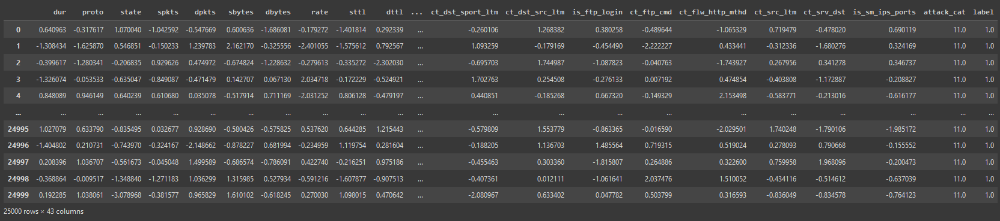 dur proto state spkts dpkts sbytes dbytes rate sttl dttl ... ct_dst_sport_ltm ct_dst_src_ltm is_ftp_login ct_ftp_cmd ct_flw_http_mthd ct_src_ltm ct_srv_dst is_sm_ips_ports attack_cat label
0 0.640963 -0.317617 1.070040 -1.042592 -0.547669 0.600636 -1.686081 -0.179272 -1.401814 0.292339 ... -0.260106 1.268382 0.380258 -0.489644 -1.065329 0.719479 -0.478020 0.690119 11.0 1.0
1 -1.308434 -1.625870 0.546851 -0.150233 1.239783 2.162170 -0.325556 -2.401055 -1.575612 0.792567 ... 1.093259 -0.179169 -0.454490 -2.222227 0.433441 -0.312336 -1.680276 0.324169 11.0 1.0
2 -0.399617 -1.280341 -0.206835 0.929626 0.474972 -0.674824 -1.228632 -0.279613 -0.335272 -2.302030 ... -0.695703 1.744987 -1.087823 -0.040763 -1.743927 0.267956 0.341278 0.346737 11.0 1.0
3 -1.326074 -0.053533 -0.635047 -0.849087 -0.471479 0.142707 0.067130 2.034718 -0.172229 -0.524921 ... 1.702763 0.254508 -0.276133 0.007192 0.474854 -0.403808 -1.172887 -0.208827 11.0 1.0
4 0.848089 0.946149 0.640239 0.610680 0.035078 -0.517914 0.711169 -2.031252 0.806128 -0.479197 ... 0.440851 -0.185268 0.667320 -0.149329 2.153498 -0.583771 -0.213016 -0.616177 11.0 1.0
... ... ... ... ... ... ... ... ... ... ... ... ... ... ... ... ... ... ... ... ... ...
24995 1.027079 0.633790 -0.835495 0.032677 0.928690 -0.580426 -0.575825 0.537620 0.644285 1.215443 ... -0.579809 1.553779 -0.863365 -0.016590 -2.029501 1.740248 -1.790106 -1.985172 11.0 1.0
24996 -1.404802 0.210731 -0.743970 -0.324167 -2.148662 -0.878227 0.681994 -0.234959 1.119754 0.281604 ... -0.188205 1.136703 1.485564 0.719315 0.519024 0.278093 0.790668 -0.155552 11.0 1.0
24997 0.208396 1.036707 -0.561673 -0.045048 1.499589 -0.686574 -0.786091 0.422740 -0.216251 0.975186 ... -0.455463 0.303360 -1.815807 0.264886 0.322600 0.759958 1.968096 -0.200473 11.0 1.0
24998 -0.368864 -0.009517 -1.348840 -1.271183 1.036299 1.315985 0.527934 -0.591216 -1.607877 -0.907513 ... -0.407361 0.012111 -1.061641 2.037476 1.510052 -0.434116 -0.514612 -0.637039 11.0 1.0
24999 0.192285 1.038061 -3.078968 -0.381577 0.965829 1.610102 -0.618245 0.270030 1.098015 0.470642 ... -2.080967 0.633402 0.047782 0.503799 0.316593 -0.836049 -0.834578 -0.764123 11.0 1.0
25000 rows × 43 columns